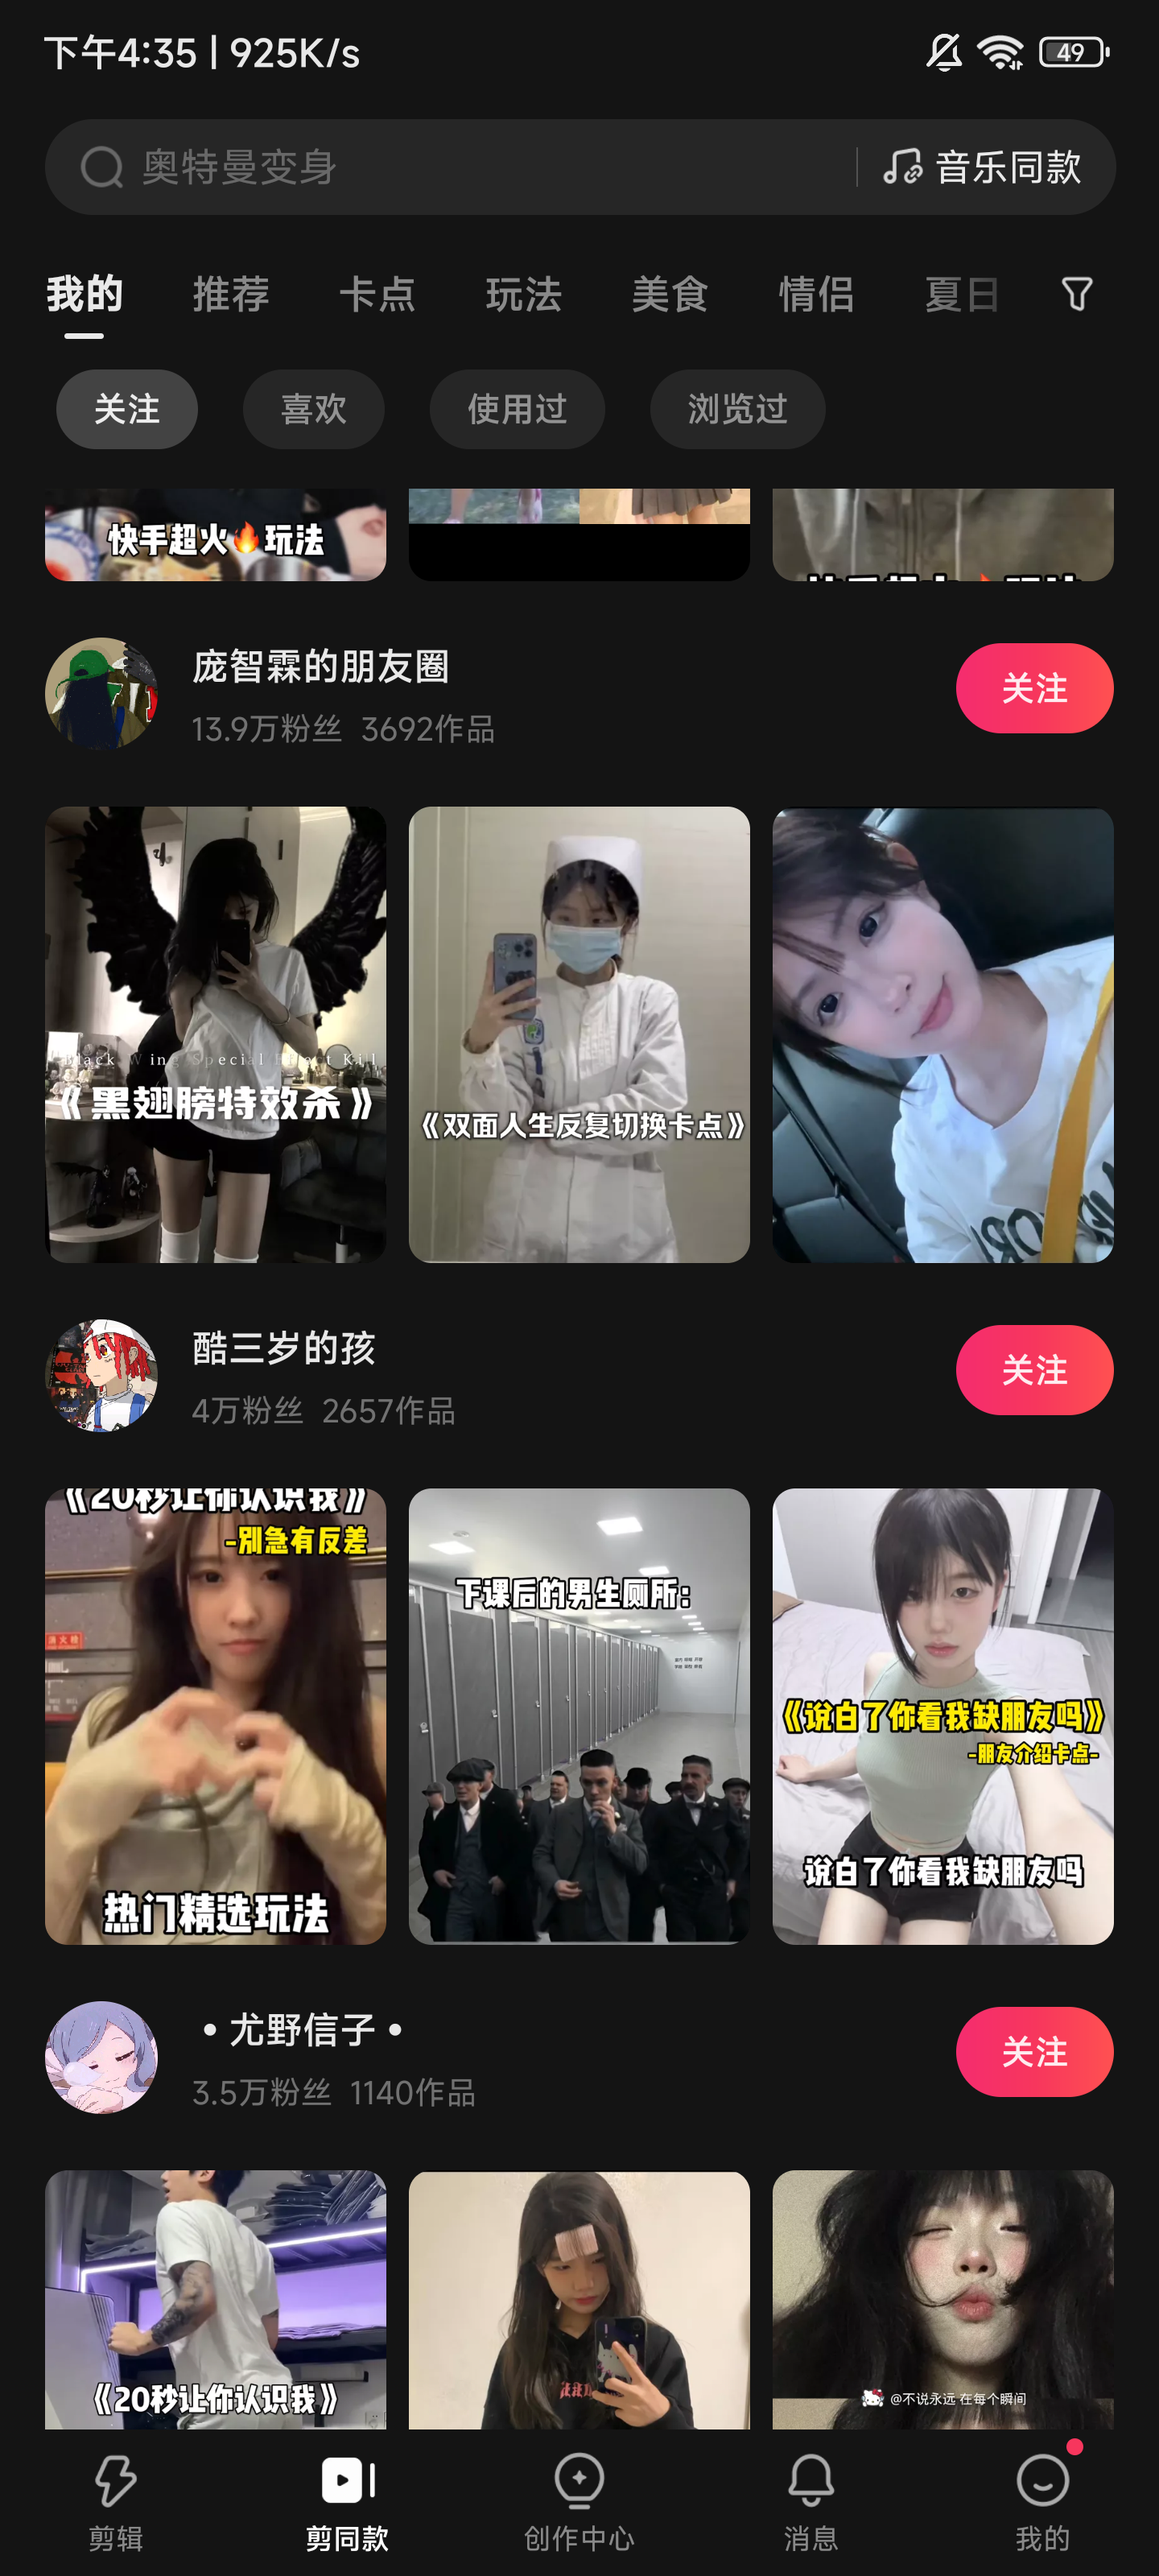 下午4:35 | 925K/s
49
奥特曼变身
音乐同款
我的 推荐 卡点 玩法 美食 情侣 夏日
关注 喜欢 使用过 浏览过
快手超火🔥玩法
庞智霖的朋友圈
13.9万粉丝 3692作品
关注
Black Wing Special Effect Kill
《黑翅膀特效杀》
《双面人生反复切换卡点》
酷三岁的孩
4万粉丝 2657作品
关注
《20秒让你认识我》
-别急有反差
热门精选玩法
下课后的男生厕所：
《说白了你看我缺朋友吗》
-朋友介绍卡点-
说白了你看我缺朋友吗
•尤野信子•
3.5万粉丝 1140作品
关注
《20秒让你认识我》
@不说永远 在每个瞬间
剪辑 剪同款 创作中心 消息 我的